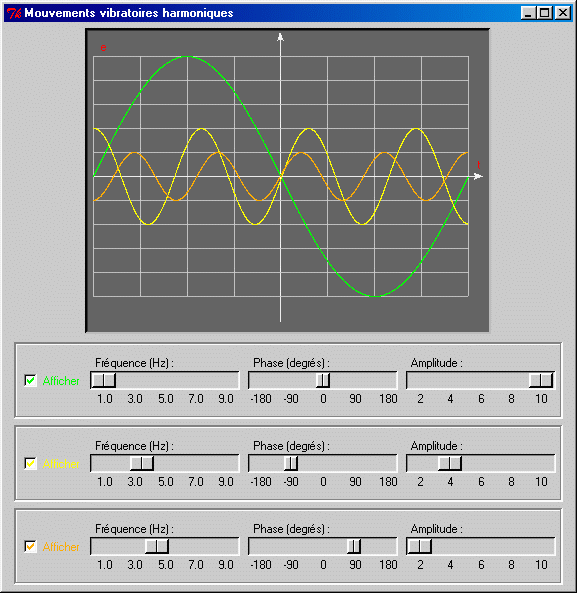 Mouvements vibratoires harmoniques
e
t
Fréquence (Hz) : Phase (degrés) : Amplitude :
Afficher
1.0 3.0 5.0 7.0 9.0 -180 -90 0 90 180 2 4 6 8 10
Fréquence (Hz) : Phase (degrés) : Amplitude :
Afficher
1.0 3.0 5.0 7.0 9.0 -180 -90 0 90 180 2 4 6 8 10
Fréquence (Hz) : Phase (degrés) : Amplitude :
Afficher
1.0 3.0 5.0 7.0 9.0 -180 -90 0 90 180 2 4 6 8 10